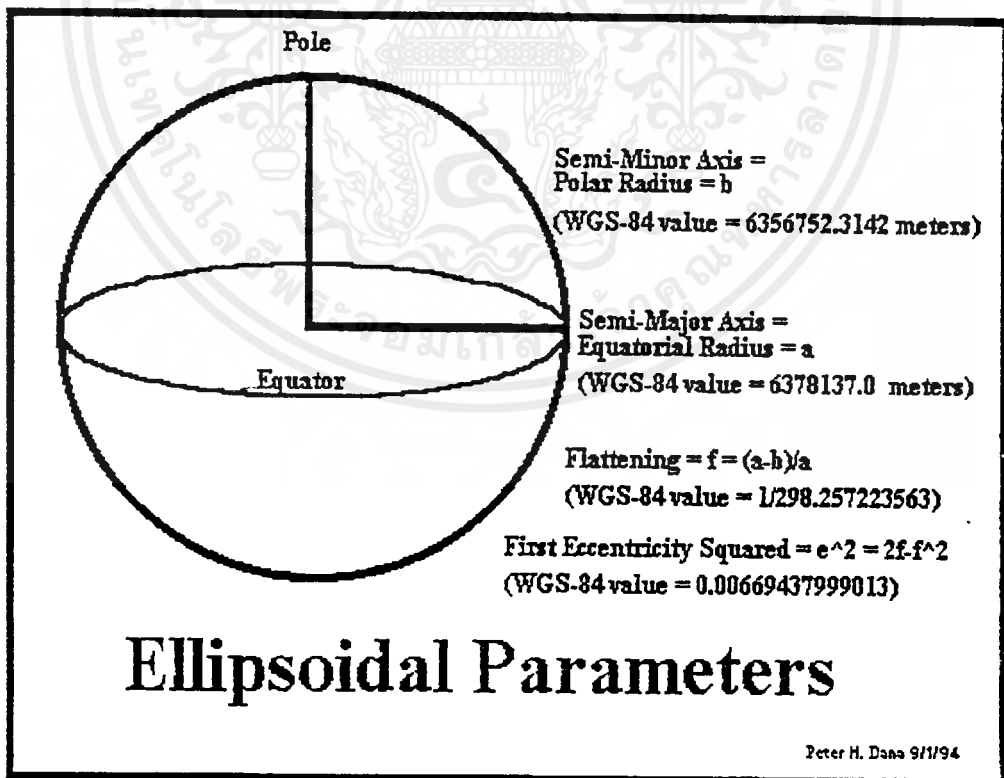 Pole
Semi-Minor Axis =
Polar Radius = b
(WGS-84 value = 6356752.3142 meters)
Semi-Major Axis =
Equatorial Radius = a
(WGS-84 value = 6378137.0 meters)
Equator
Flattening = f = (a-b)/a
(WGS-84 value = 1/298.257223563)
First Eccentricity Squared = e^2 = 2f-f^2
(WGS-84 value = 0.00669437999013)
Ellipsoidal Parameters
Peter H. Dana 9/1/94